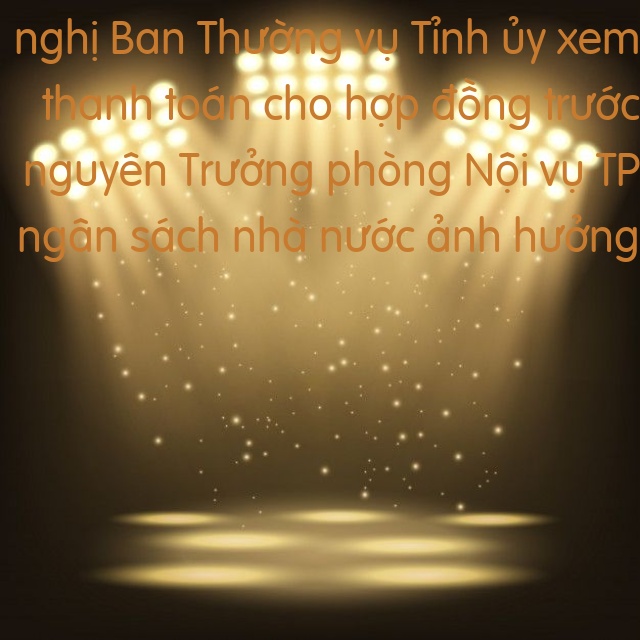 nghị Ban Thường vụ Tỉnh ủy xem
thanh toán cho hợp đồng trước
nguyên Trưởng phòng Nội vụ TP
ngân sách nhà nước ảnh hưởng